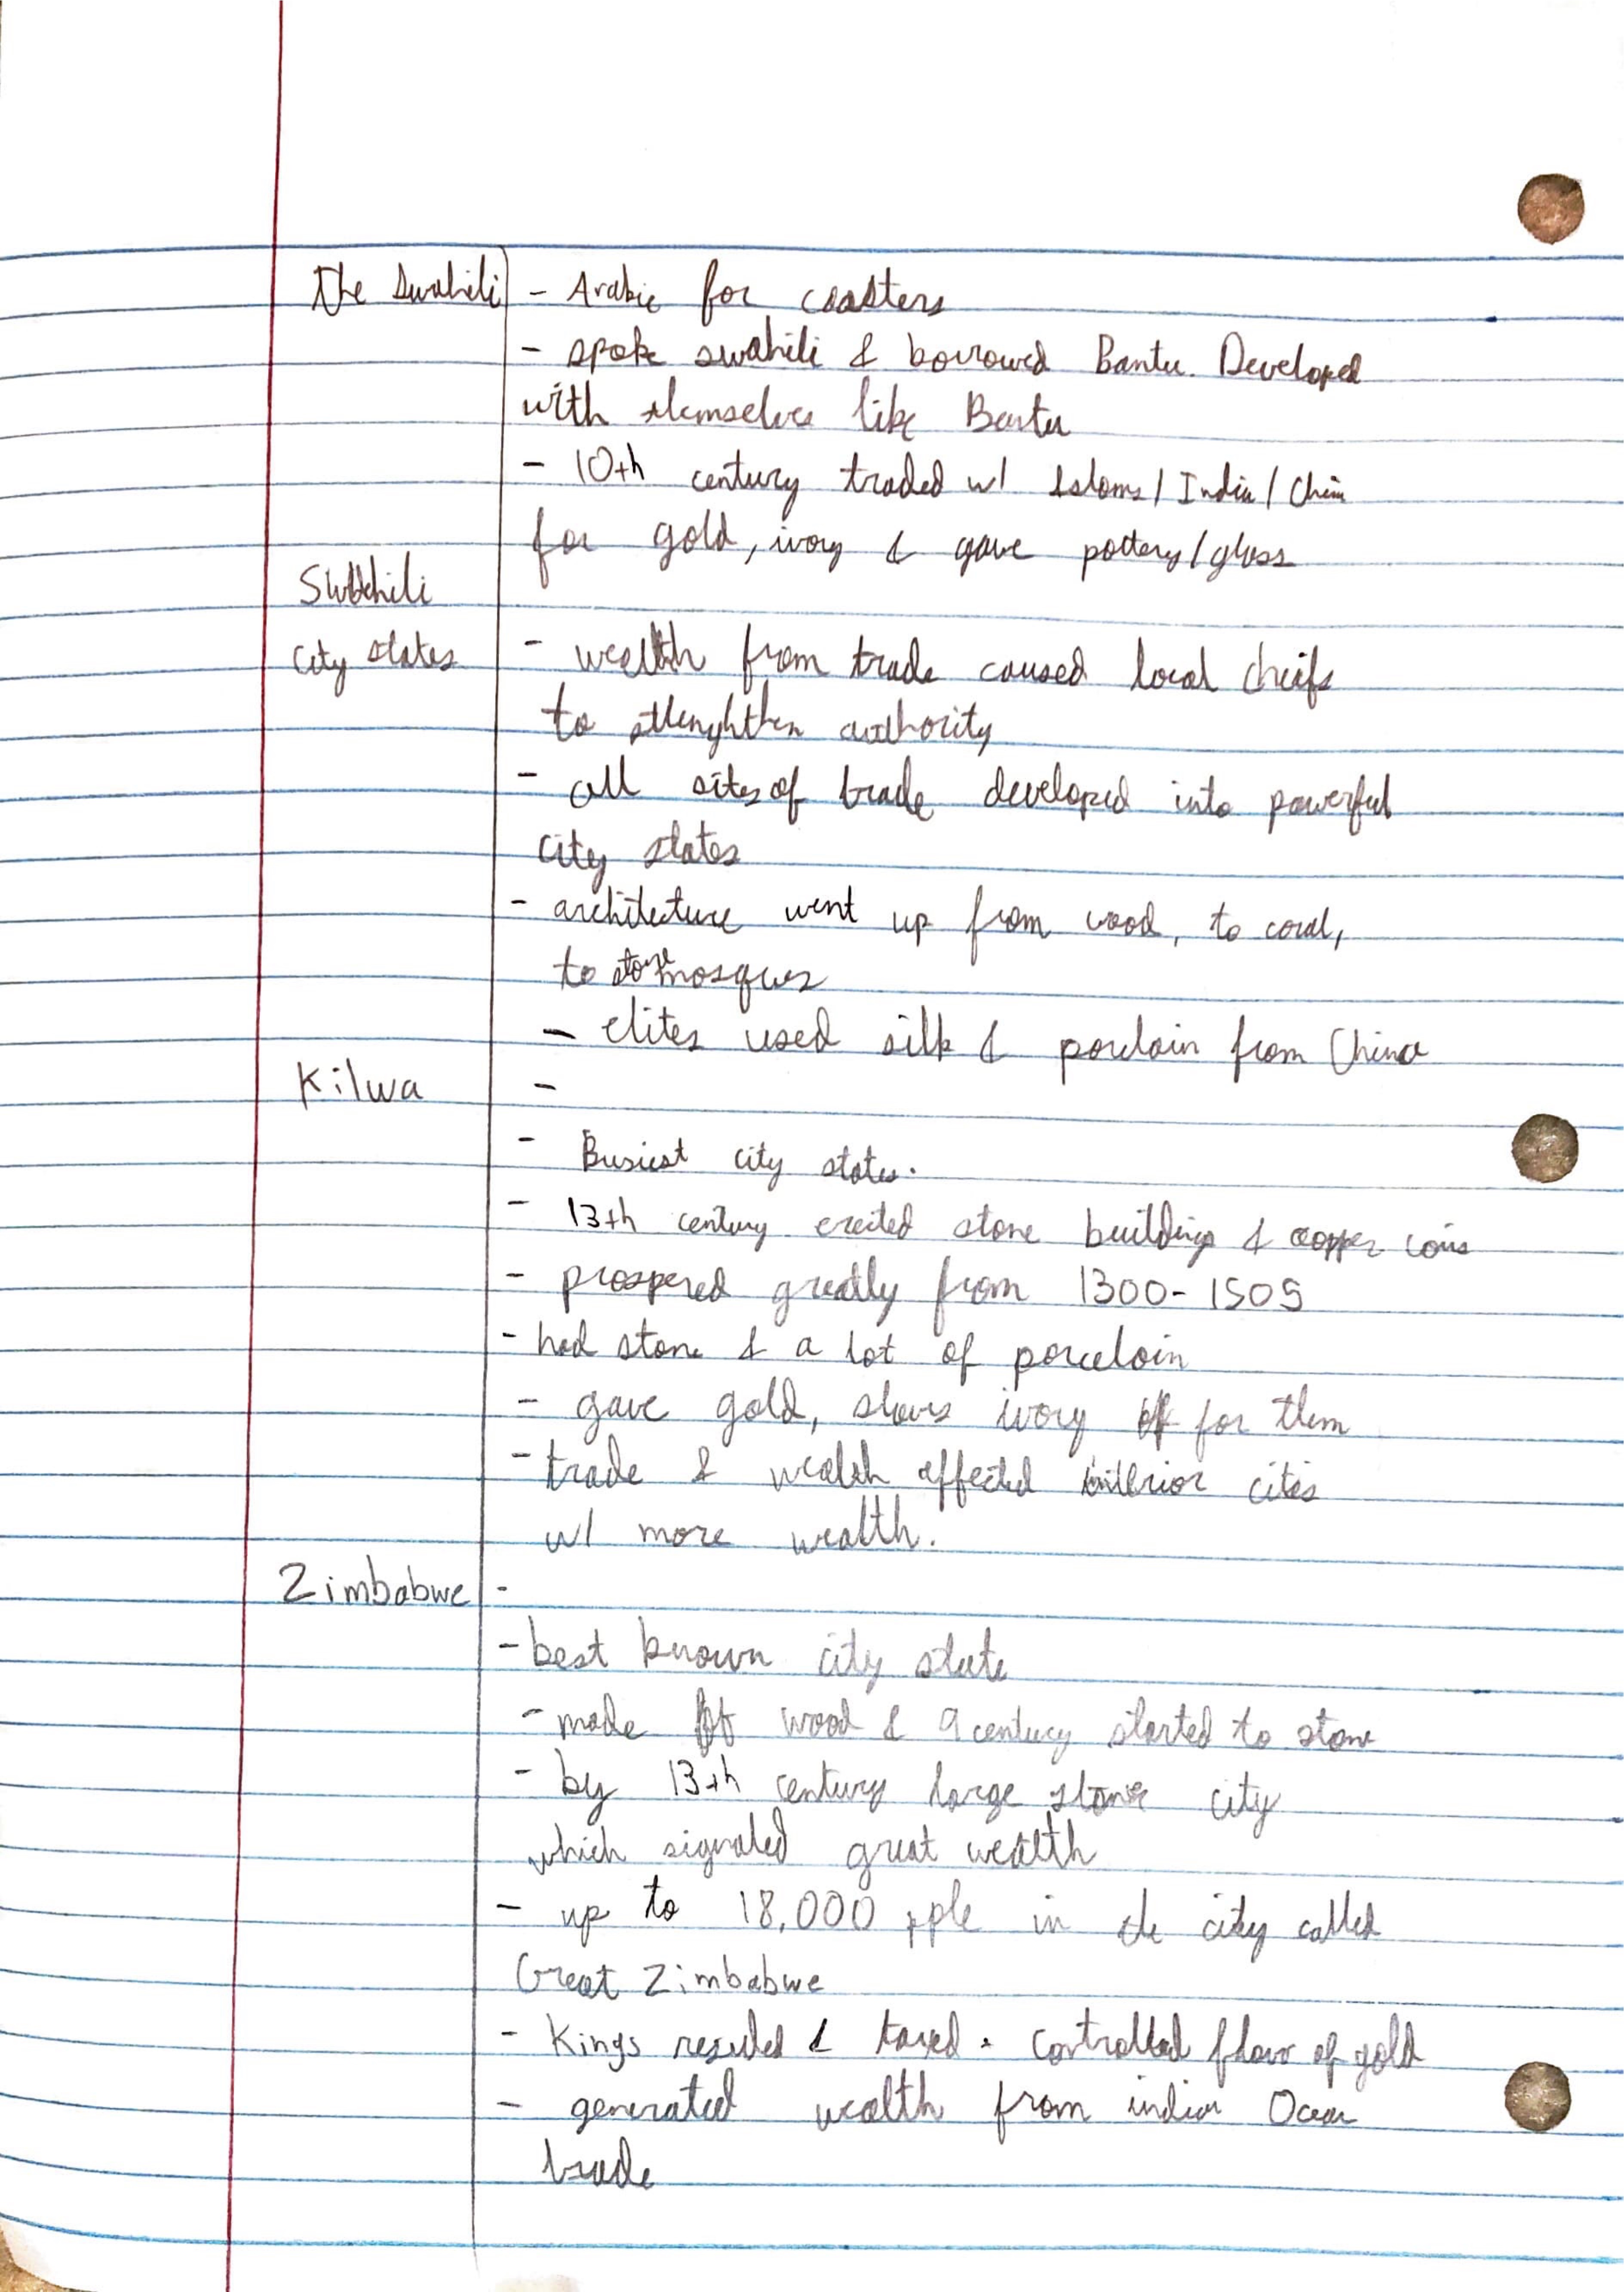 The Swahili - Arabic for coasters
- spoke swahili & borrowed Bantu. Developed
with themselves like Bantu
- 10th century traded w/ Islams / India / China
for gold, ivory & gave pottery / glass
Swahili
City states - wealth from trade caused local cheifs
to strenghthen authority
- all sites of trade developed into powerful
city states
- architecture went up from wood, to coral,
to stone mosques
- elites used silk & porclain from China
Kilwa -
- Busiest city state.
- 13th century erected stone buildings & copper coins
- prospered greatly from 1300-1505
- had stone & a lot of porceloin
- gave gold, slaves ivory for them
- trade & wealth affected interior cities
w/ more wealth.
Zimbabwe -
- best known city state
- made of wood & 9 century started to stone
- by 13th century large stone city
which signaled great wealth
- up to 18,000 pple in the city called
Great Zimbabwe
- Kings resided & taxed. controlled flow of gold
- generated wealth from indian Ocean
trade